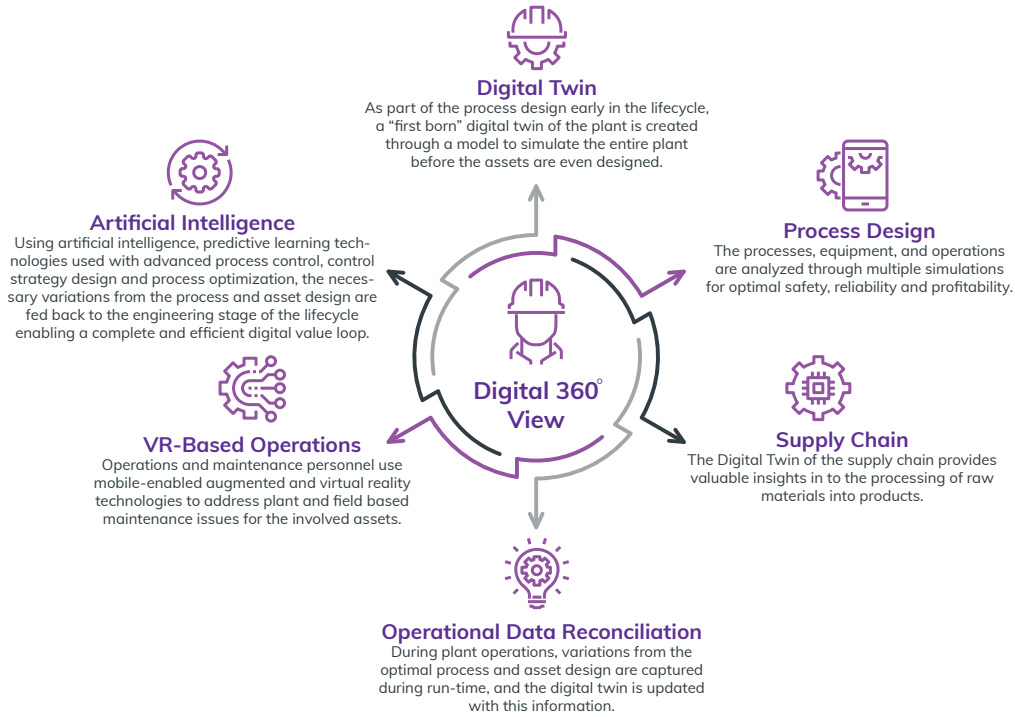 Digital Twin
As part of the process design early in the lifecycle,
a “first born” digital twin of the plant is created
through a model to simulate the entire plant
before the assets are even designed.
Artificial Intelligence
Using artificial intelligence, predictive learning tech-
nologies used with advanced process control, control
strategy design and process optimization, the neces-
sary variations from the process and asset design are
fed back to the engineering stage of the lifecycle
enabling a complete and efficient digital value loop.
Process Design
The processes, equipment, and operations
are analyzed through multiple simulations
for optimal safety, reliability and profitability.
Digital 360°
View
VR-Based Operations
Operations and maintenance personnel use
mobile-enabled augmented and virtual reality
technologies to address plant and field based
maintenance issues for the involved assets.
Supply Chain
The Digital Twin of the supply chain provides
valuable insights in to the processing of raw
materials into products.
Operational Data Reconciliation
During plant operations, variations from the
optimal process and asset design are captured
during run-time, and the digital twin is updated
with this information.